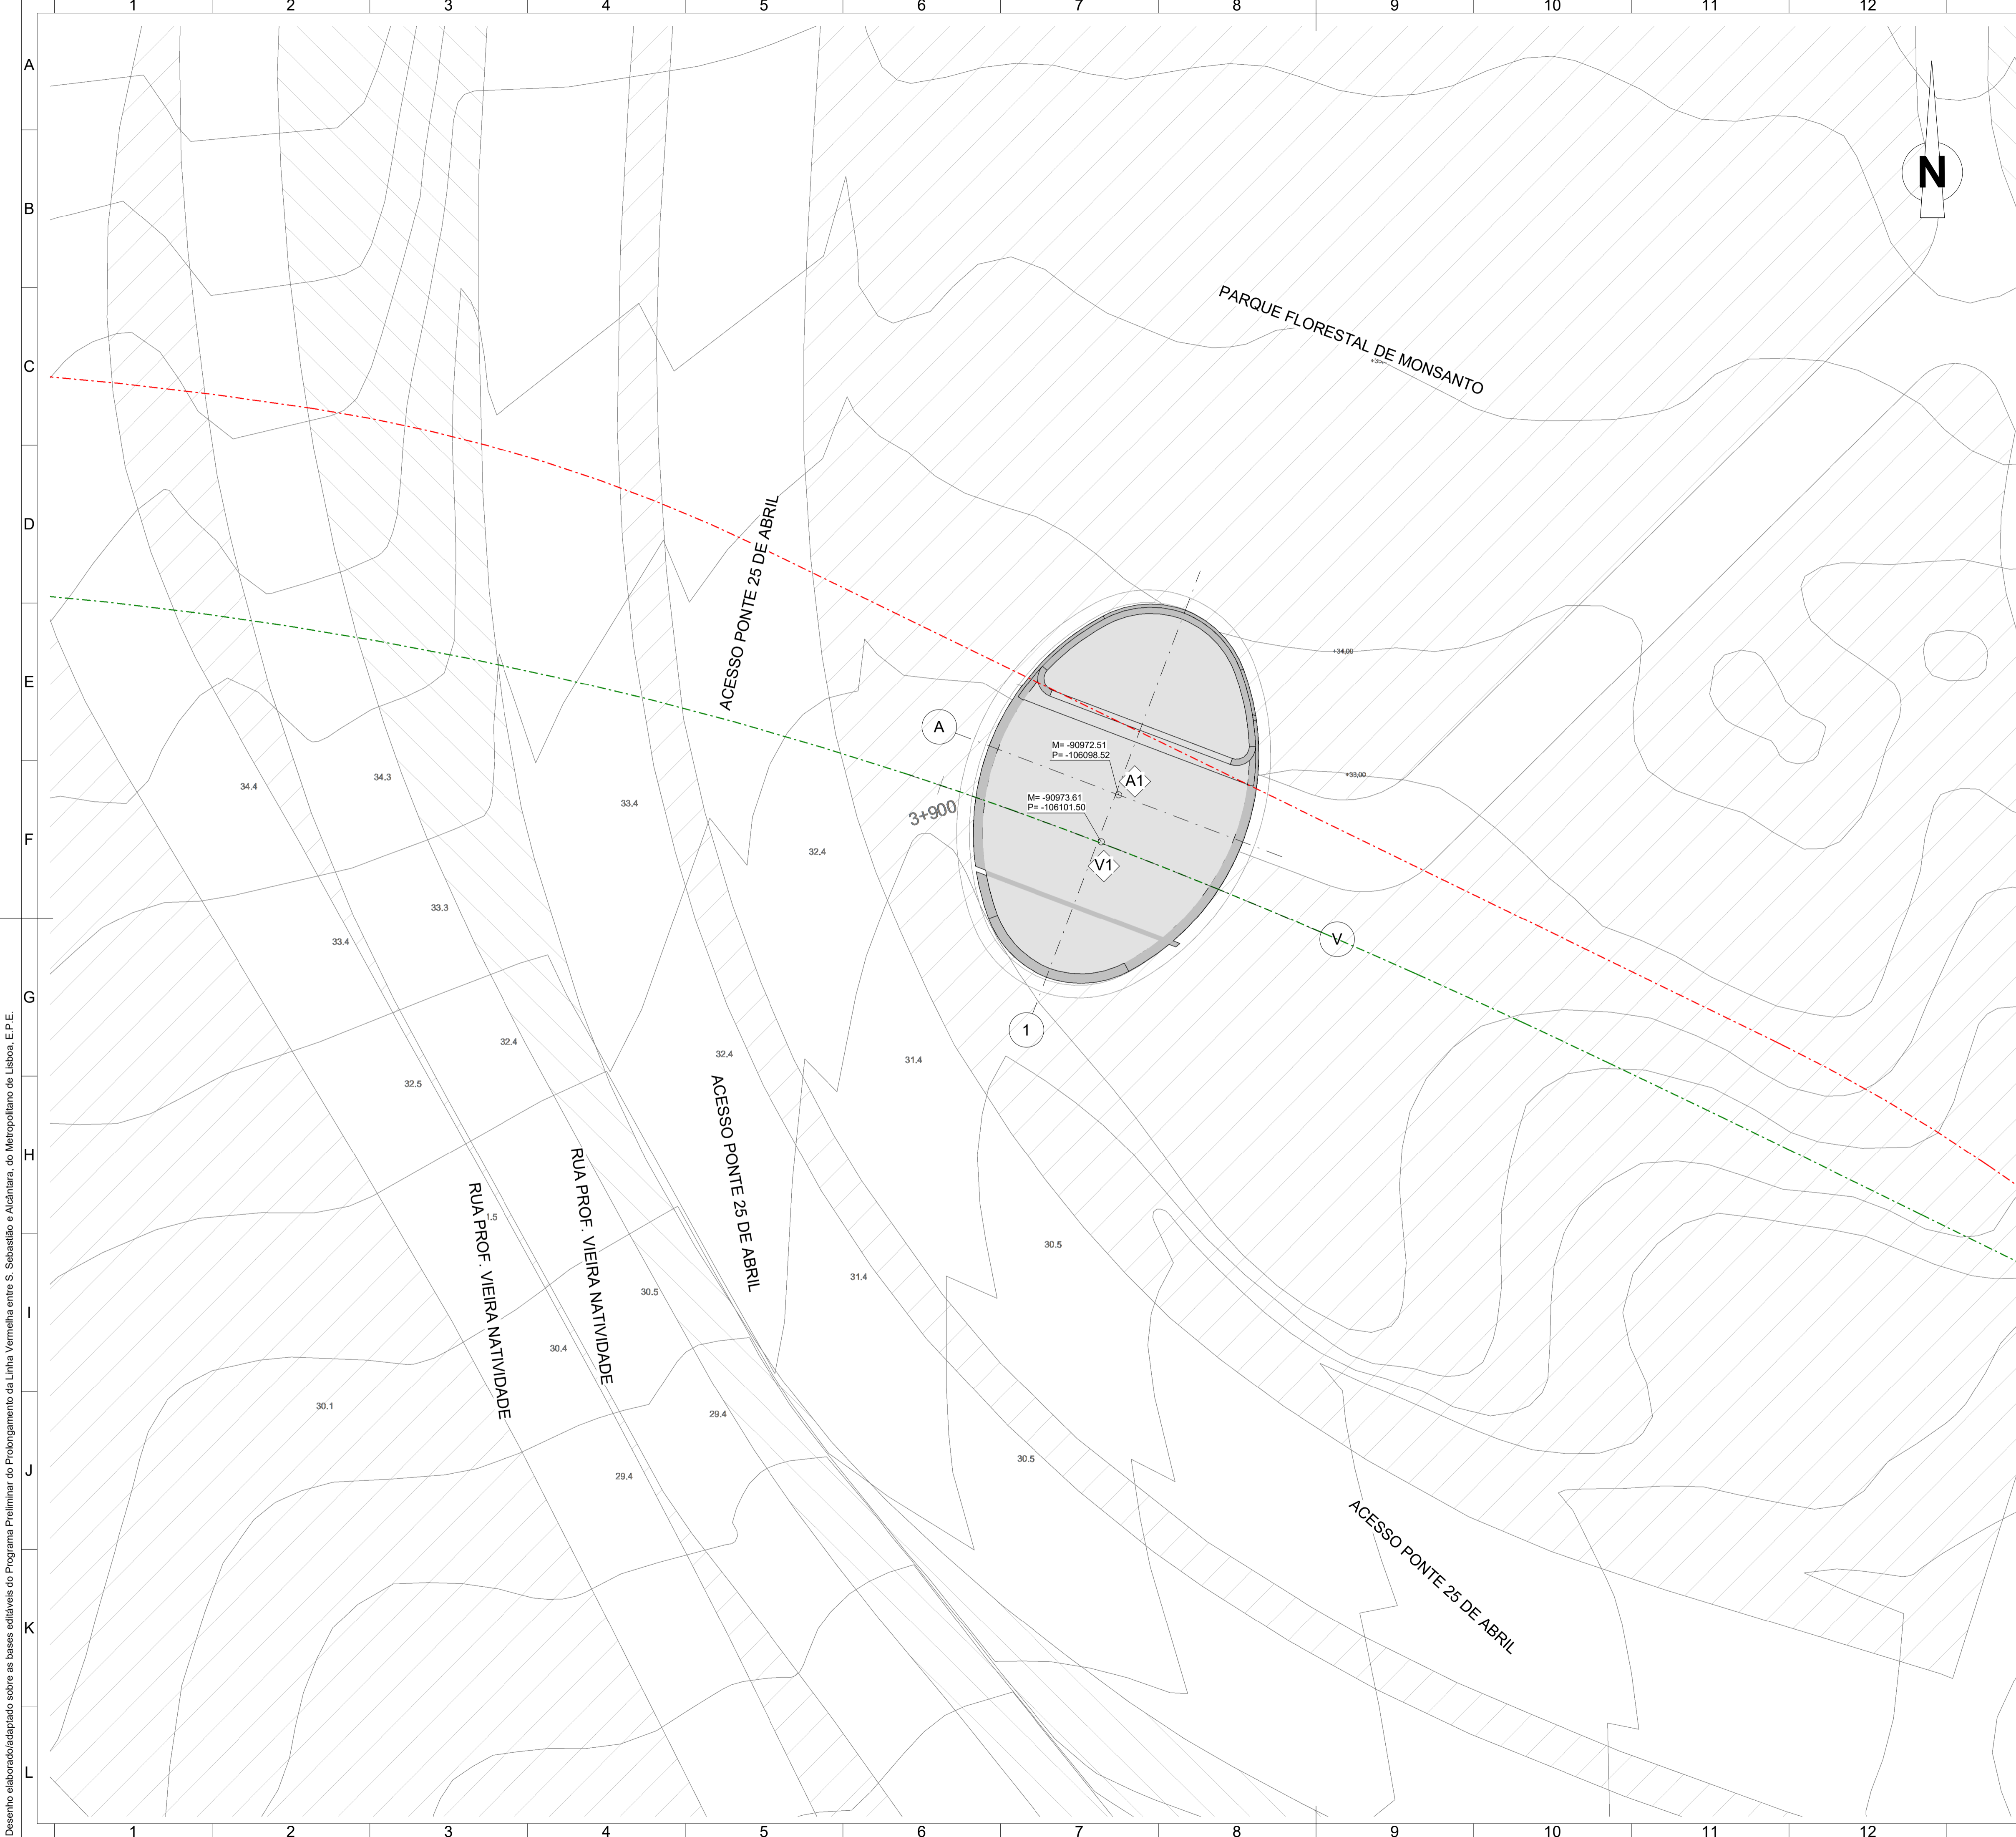 1 2 3 4 5 6 7 8 9 10 11 12
A
B
C
D
E
F
G
H
I
J
K
L
N
PARQUE FLORESTAL DE MONSANTO
ACESSO PONTE 25 DE ABRIL
+34,00
A
M= -90972.51
P= -106098.52
A1
+33,00
34.3
34.4
33.4
M= -90973.61
P= -106101.50
3+900
32.4
V1
33.3
33.4
V
1
32.4
32.4
31.4
32.5
ACESSO PONTE 25 DE ABRIL
RUA PROF. VIEIRA NATIVIDADE
RUA PROF. VIEIRA NATIVIDADE
1.5
30.5
31.4
30.5
30.4
30.1
29.4
30.5
29.4
ACESSO PONTE 25 DE ABRIL
Desenho elaborado/adaptado sobre as bases editáveis do Programa Preliminar do Prolongamento da Linha Vermelha entre S. Sebastião e Alcântara, do Metropolitano de Lisboa, E.P.E.
1 2 3 4 5 6 7 8 9 10 11 12